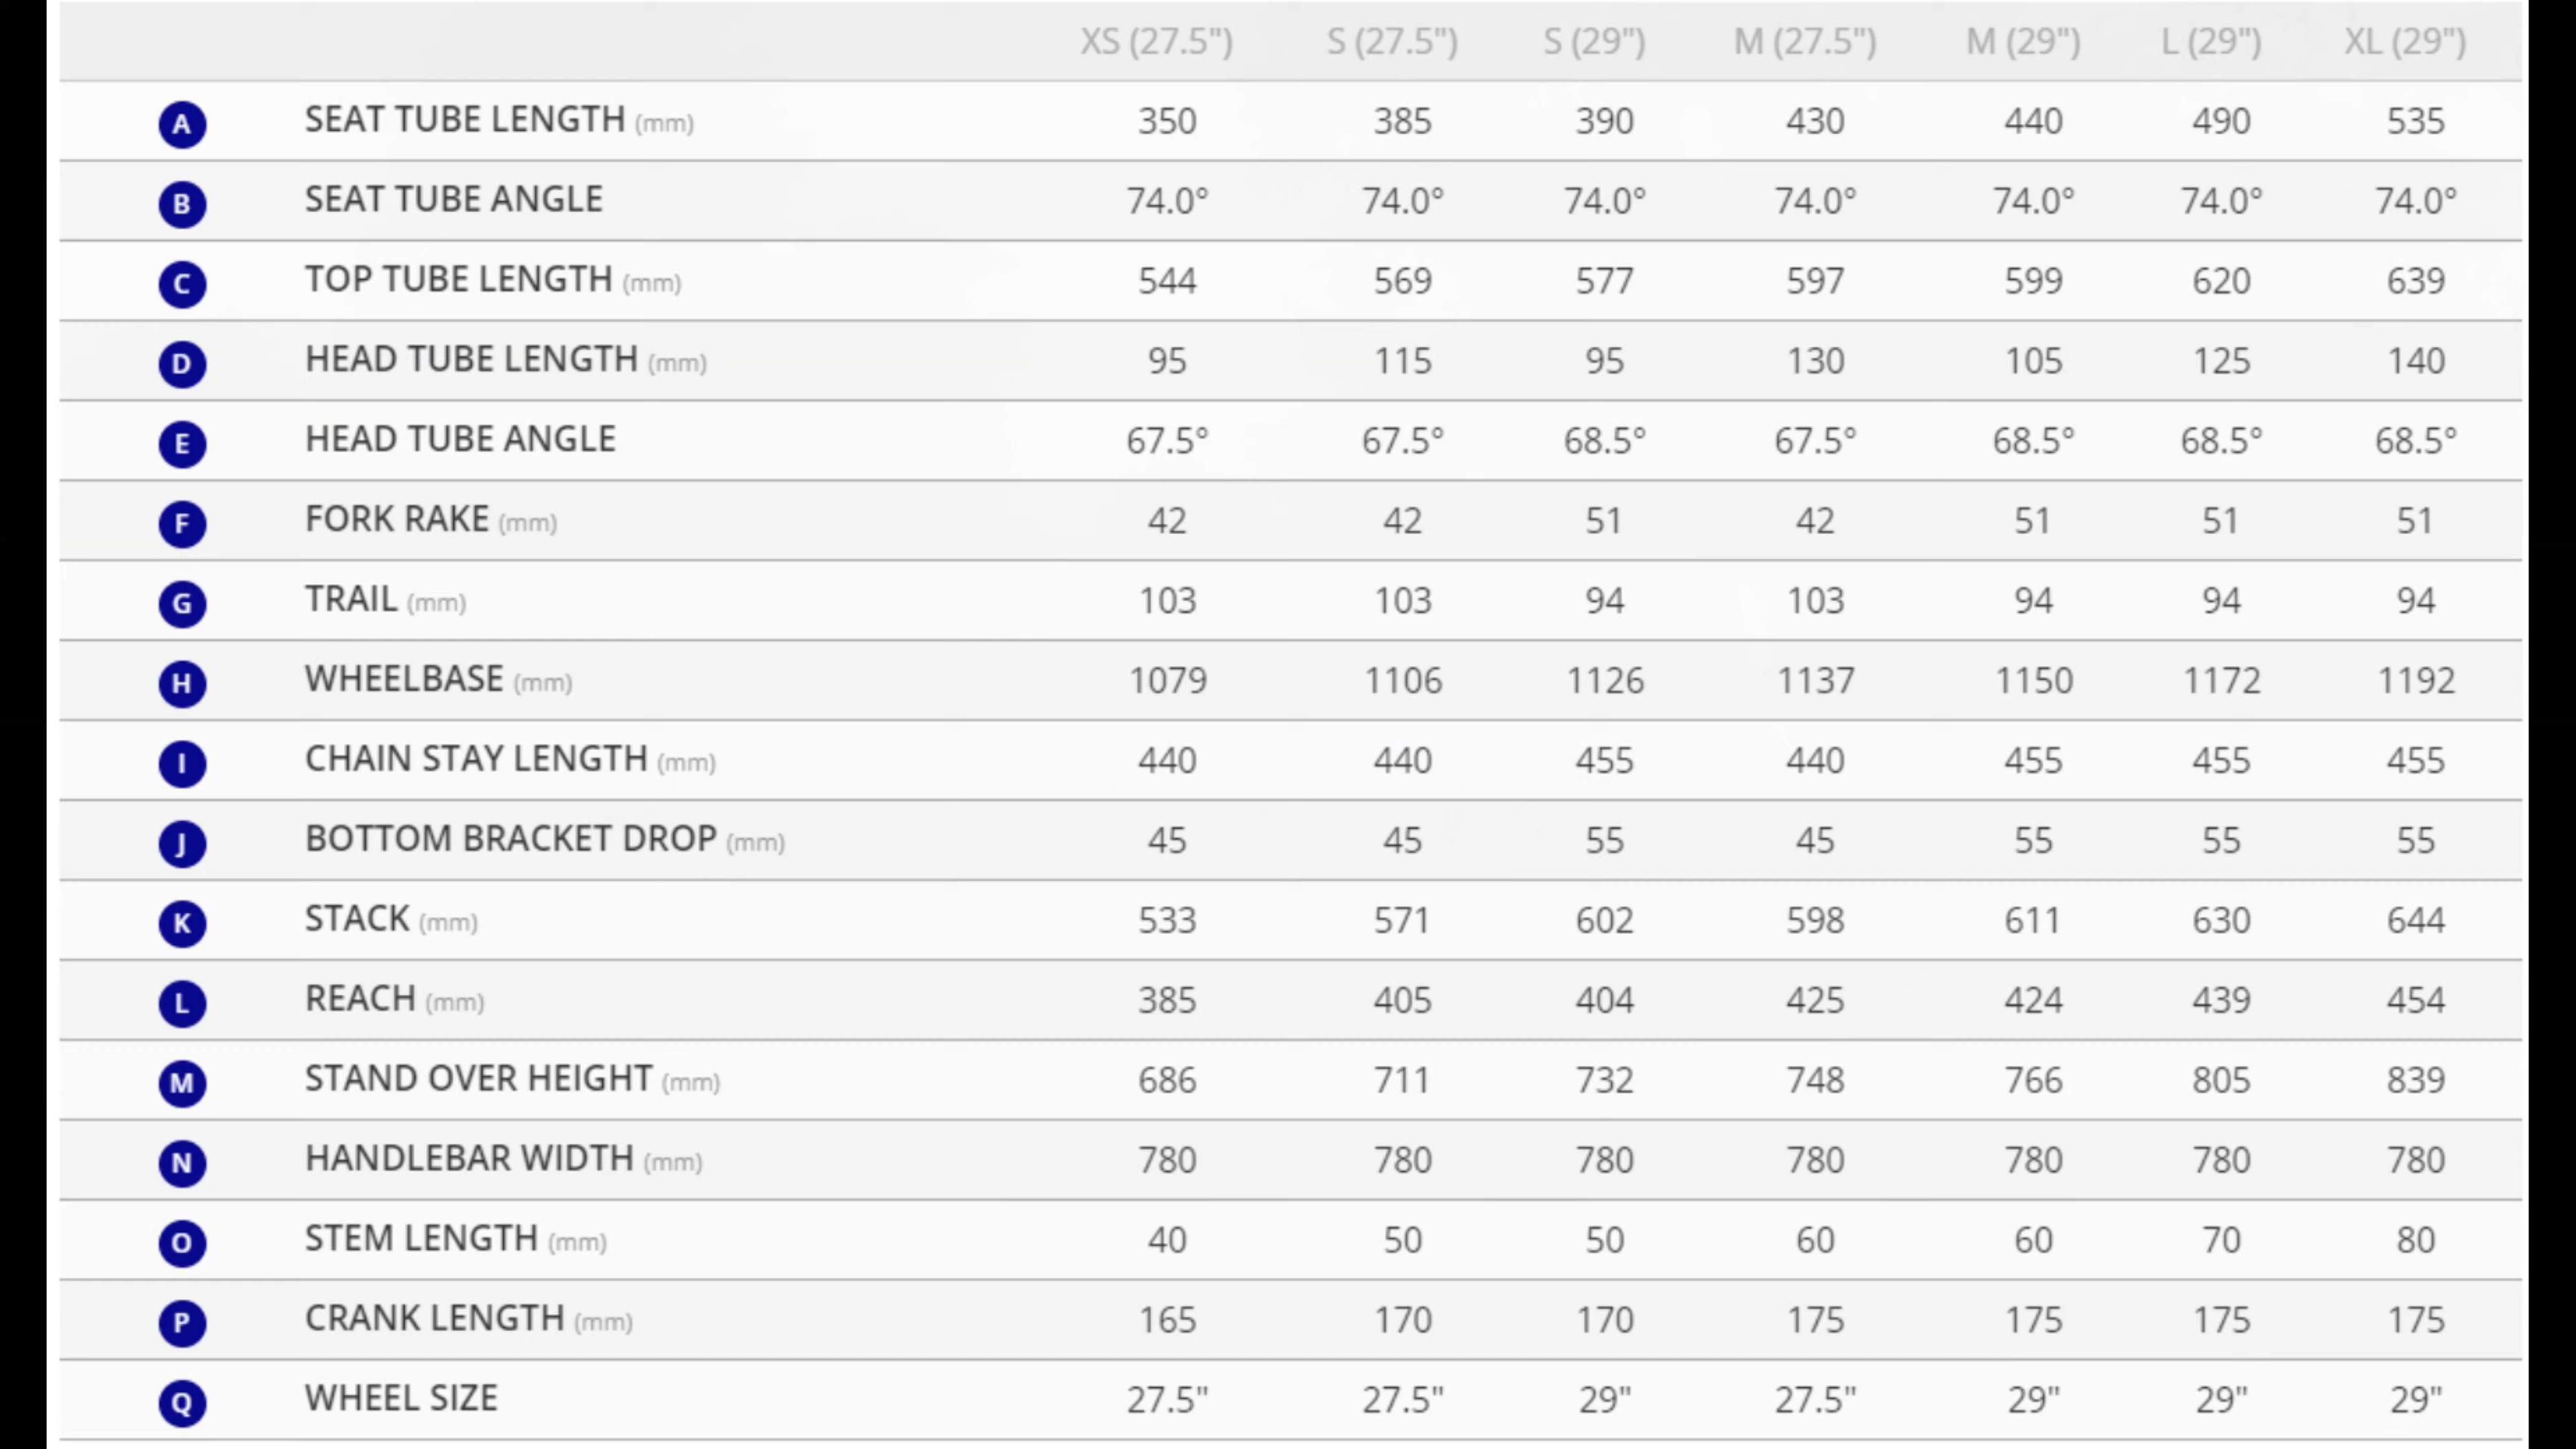 XS (27.5") S (27.5") S (29") M (27.5") M (29") L (29") XL (29")
A SEAT TUBE LENGTH (mm) 350 385 390 430 440 490 535
B SEAT TUBE ANGLE 74.0° 74.0° 74.0° 74.0° 74.0° 74.0° 74.0°
C TOP TUBE LENGTH (mm) 544 569 577 597 599 620 639
D HEAD TUBE LENGTH (mm) 95 115 95 130 105 125 140
E HEAD TUBE ANGLE 67.5° 67.5° 68.5° 67.5° 68.5° 68.5° 68.5°
F FORK RAKE (mm) 42 42 51 42 51 51 51
G TRAIL (mm) 103 103 94 103 94 94 94
H WHEELBASE (mm) 1079 1106 1126 1137 1150 1172 1192
I CHAIN STAY LENGTH (mm) 440 440 455 440 455 455 455
J BOTTOM BRACKET DROP (mm) 45 45 55 45 55 55 55
K STACK (mm) 533 571 602 598 611 630 644
L REACH (mm) 385 405 404 425 424 439 454
M STAND OVER HEIGHT (mm) 686 711 732 748 766 805 839
N HANDLEBAR WIDTH (mm) 780 780 780 780 780 780 780
O STEM LENGTH (mm) 40 50 50 60 60 70 80
P CRANK LENGTH (mm) 165 170 170 175 175 175 175
Q WHEEL SIZE 27.5" 27.5" 29" 27.5" 29" 29" 29"